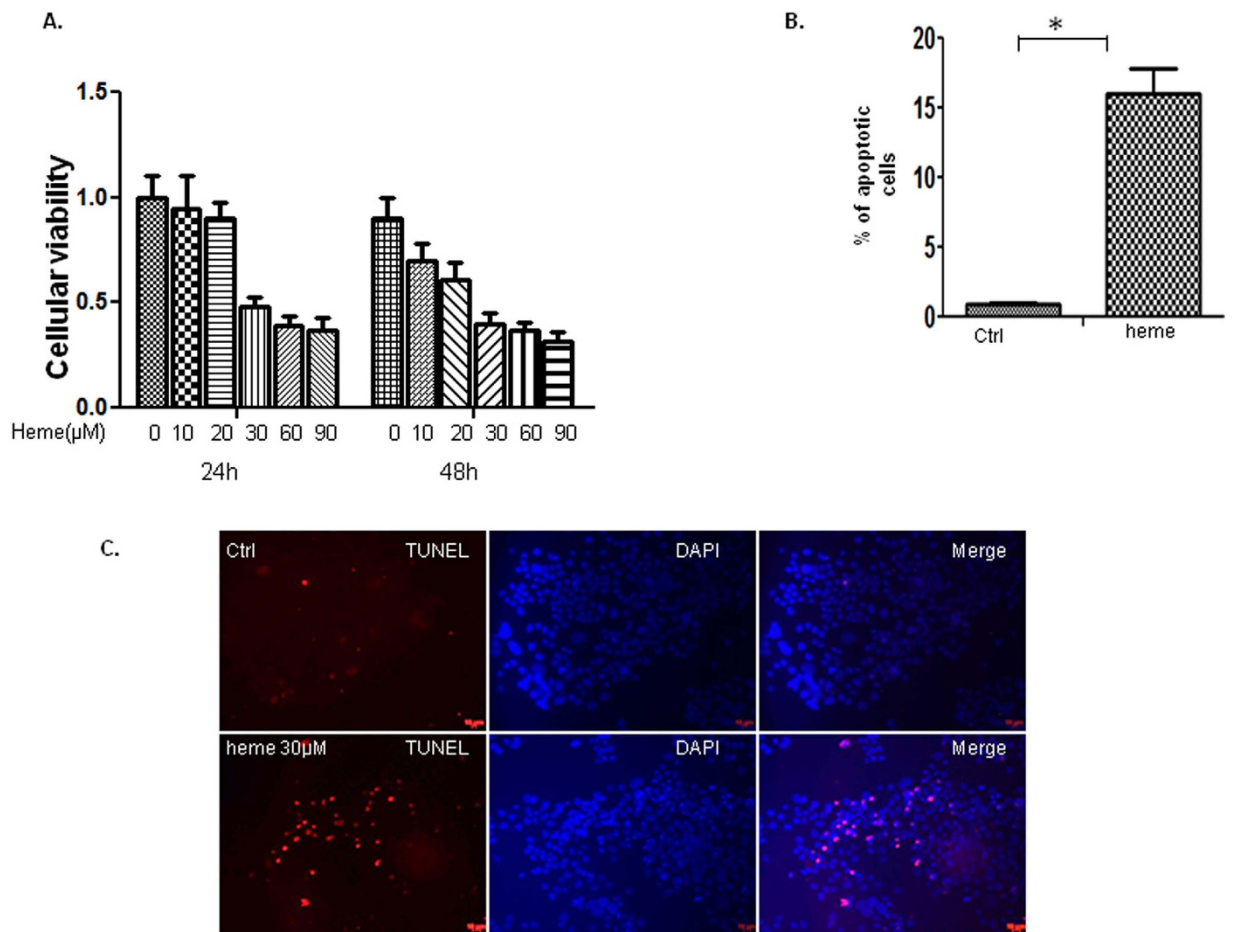 A.
Cellular viability
1.5
1.0
0.5
0.0
Heme(µM) 0 10 20 30 60 90 0 10 20 30 60 90
24h 48h
B.
% of apoptotic
cells
20
15
10
5
0
*
Ctrl heme
C.
Ctrl TUNEL DAPI Merge
heme 30µM TUNEL DAPI Merge